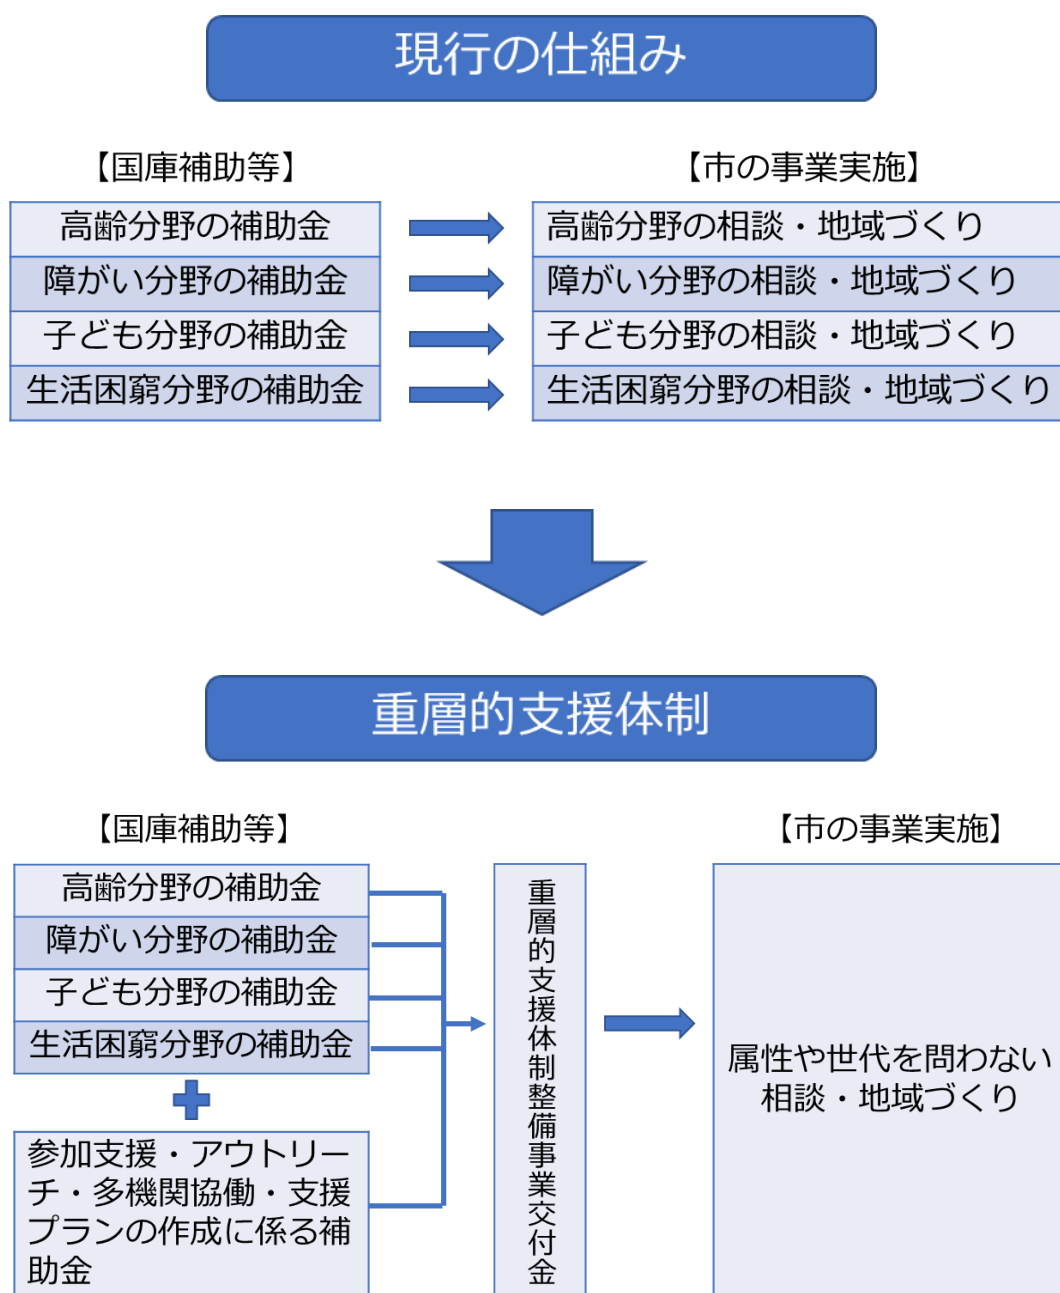 現行の仕組み
【国庫補助等】
【市の事業実施】
高齢分野の補助金
高齢分野の相談・地域づくり
障がい分野の補助金
障がい分野の相談・地域づくり
子ども分野の補助金
子ども分野の相談・地域づくり
生活困窮分野の補助金
生活困窮分野の相談・地域づくり
重層的支援体制
【国庫補助等】
【市の事業実施】
高齢分野の補助金
障がい分野の補助金
子ども分野の補助金
生活困窮分野の補助金
参加支援・アウトリー
チ・多機関協働・支援
プランの作成に係る補
助金
重層的支援体制整備事業交付金
属性や世代を問わない
相談・地域づくり